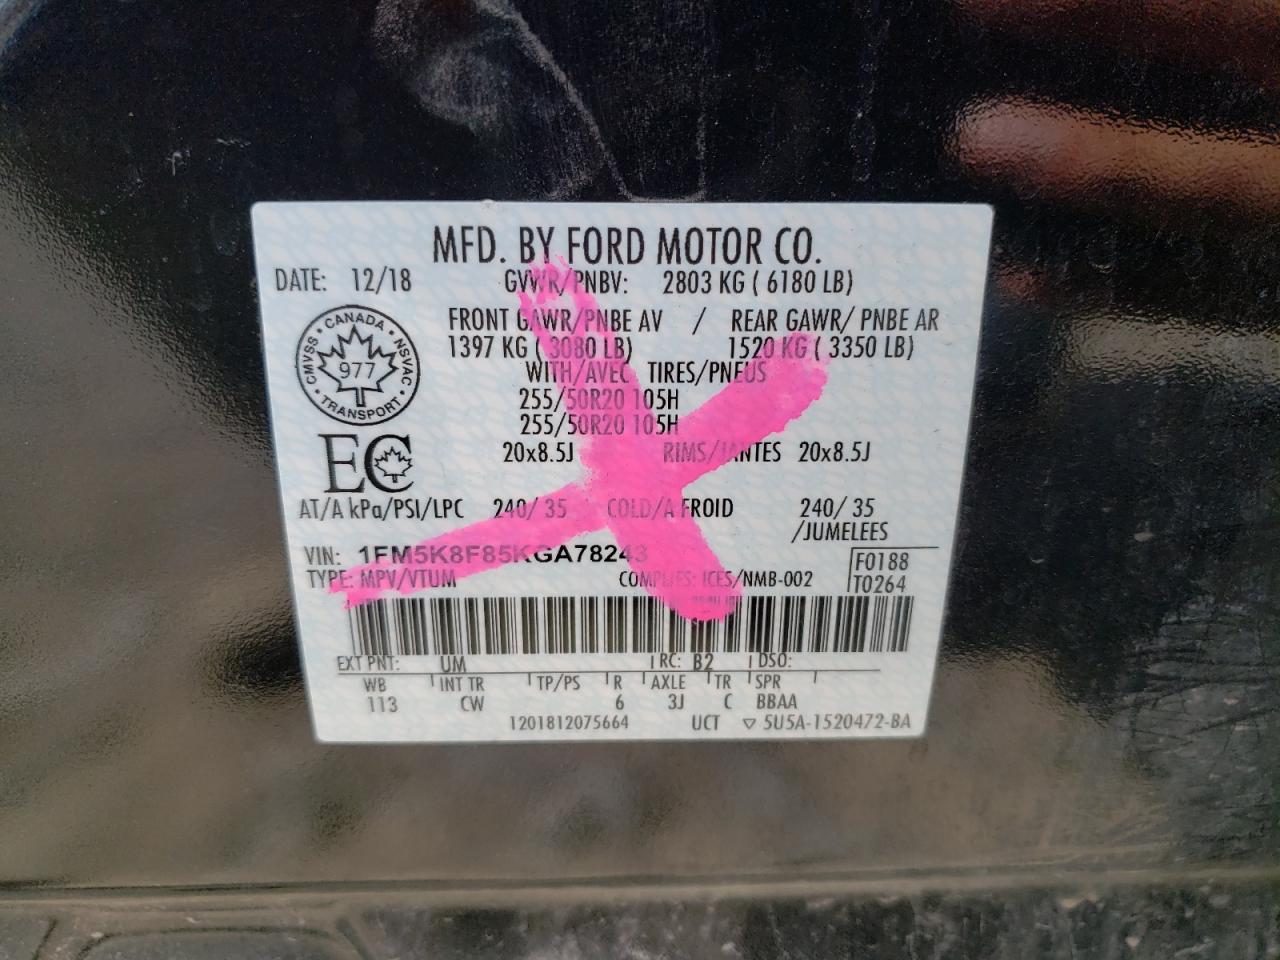 MFD. BY FORD MOTOR CO.
DATE: 12/18 GVWR/PNBV: 2803 KG ( 6180 LB)
FRONT GAWR/PNBE AV / REAR GAWR/ PNBE AR
1397 KG ( 3080 LB) 1520 KG ( 3350 LB)
WITH/AVEC TIRES/PNEUS
255/50R20 105H
255/50R20 105H
20x8.5J RIMS/JANTES 20x8.5J
CANADA
CMVSS 977 NSVAC
TRANSPORT
EC
AT/A kPa/PSI/LPC 240/ 35 COLD/A FROID 240/ 35
/JUMELEES
VIN: 1FM5K8F85KGA78243 F0188
TYPE: MPV/VTUM COMPLIES: ICES/NMB-002 T0264
EXT PNT: UM RC: B2 DSO:
WB INT TR TP/PS R AXLE TR SPR
113 CW 6 3J C BBAA
1201812075664 UCT ▽ 5U5A-1520472-BA